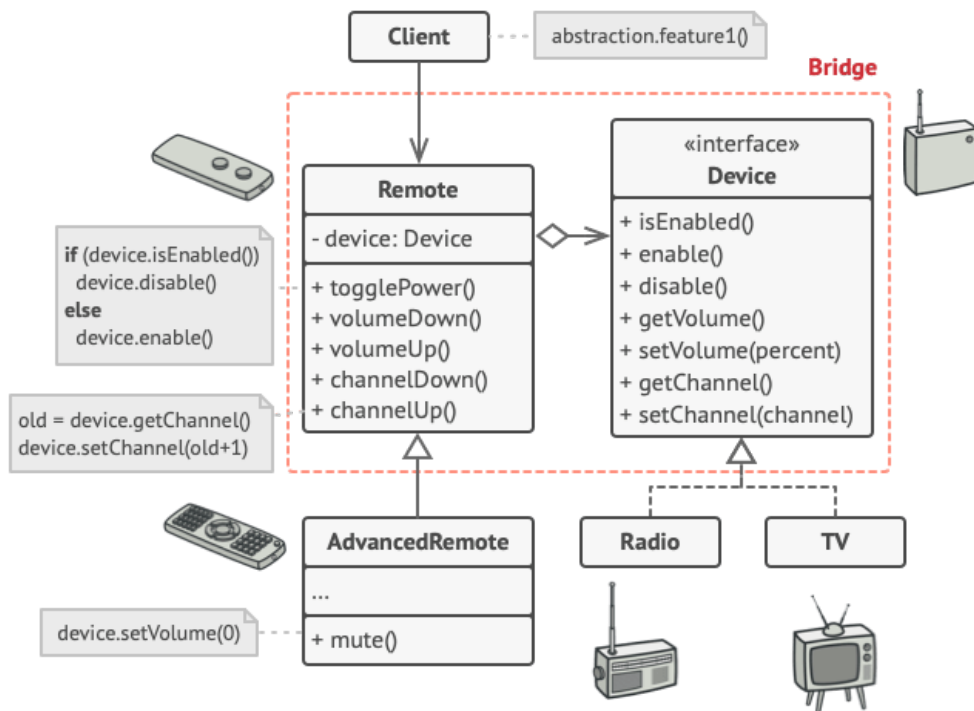 Client
abstraction.feature1()
Bridge
«interface»
Device
+ isEnabled()
+ enable()
+ disable()
+ getVolume()
+ setVolume(percent)
+ getChannel()
+ setChannel(channel)
Remote
- device: Device
+ togglePower()
+ volumeDown()
+ volumeUp()
+ channelDown()
+ channelUp()
if (device.isEnabled())
device.disable()
else
device.enable()
old = device.getChannel()
device.setChannel(old+1)
AdvancedRemote
...
+ mute()
device.setVolume(0)
Radio
TV